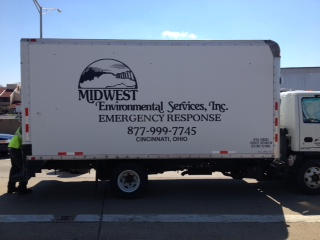 MIDWEST
Environmental Services, Inc.
EMERGENCY RESPONSE
877-999-7745
CINCINNATI, OHIO